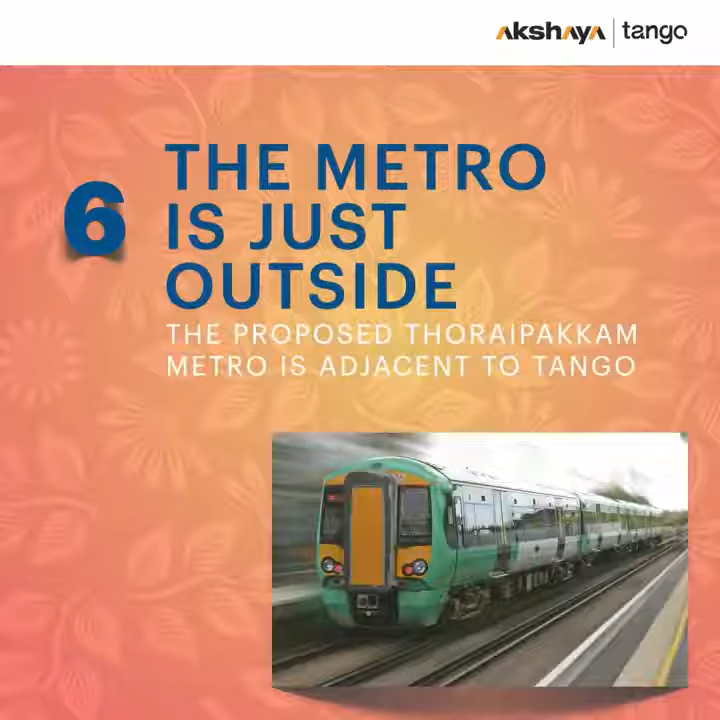 akshaya | tango
6
THE METRO
IS JUST
OUTSIDE
THE PROPOSED THORAIPAKKAM
METRO IS ADJACENT TO TANGO